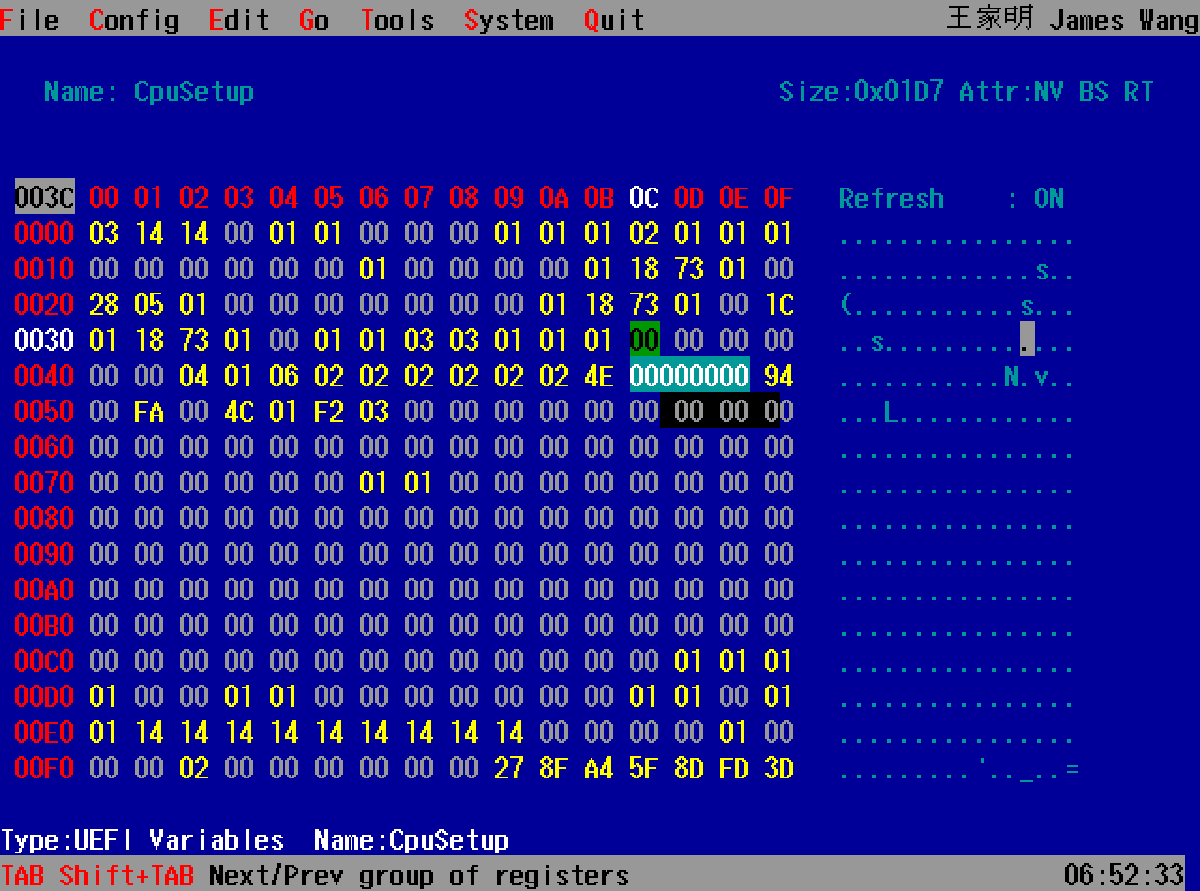 File Config Edit Go Tools System Quit 王家明 James Wang
Name: CpuSetup Size:0x01D7 Attr:NV BS RT
003C 00 01 02 03 04 05 06 07 08 09 0A 0B 0C 0D 0E 0F Refresh : ON
0000 03 14 14 00 01 01 00 00 00 01 01 01 02 01 01 01 ................
0010 00 00 00 00 00 00 01 00 00 00 00 01 18 73 01 00 .............s..
0020 28 05 01 00 00 00 00 00 00 00 01 18 73 01 00 1C (...........s...
0030 01 18 73 01 00 01 01 03 03 01 01 01 00 00 00 00 ..s.............
0040 00 00 04 01 06 02 02 02 02 02 02 4E 00000000 94 ...........N.v..
0050 00 FA 00 4C 01 F2 03 00 00 00 00 00 00 00 00 00 ...L............
0060 00 00 00 00 00 00 00 00 00 00 00 00 00 00 00 00 ................
0070 00 00 00 00 00 00 01 01 00 00 00 00 00 00 00 00 ................
0080 00 00 00 00 00 00 00 00 00 00 00 00 00 00 00 00 ................
0090 00 00 00 00 00 00 00 00 00 00 00 00 00 00 00 00 ................
00A0 00 00 00 00 00 00 00 00 00 00 00 00 00 00 00 00 ................
00B0 00 00 00 00 00 00 00 00 00 00 00 00 00 00 00 00 ................
00C0 00 00 00 00 00 00 00 00 00 00 00 00 00 01 01 01 ................
00D0 01 00 00 01 01 00 00 00 00 00 00 00 01 01 00 01 ................
00E0 01 14 14 14 14 14 14 14 14 14 00 00 00 00 01 00 ................
00F0 00 00 02 00 00 00 00 00 00 27 8F A4 5F 8D FD 3D .........'.._..=
Type:UEFI Variables Name:CpuSetup
TAB Shift+TAB Next/Prev group of registers 06:52:33